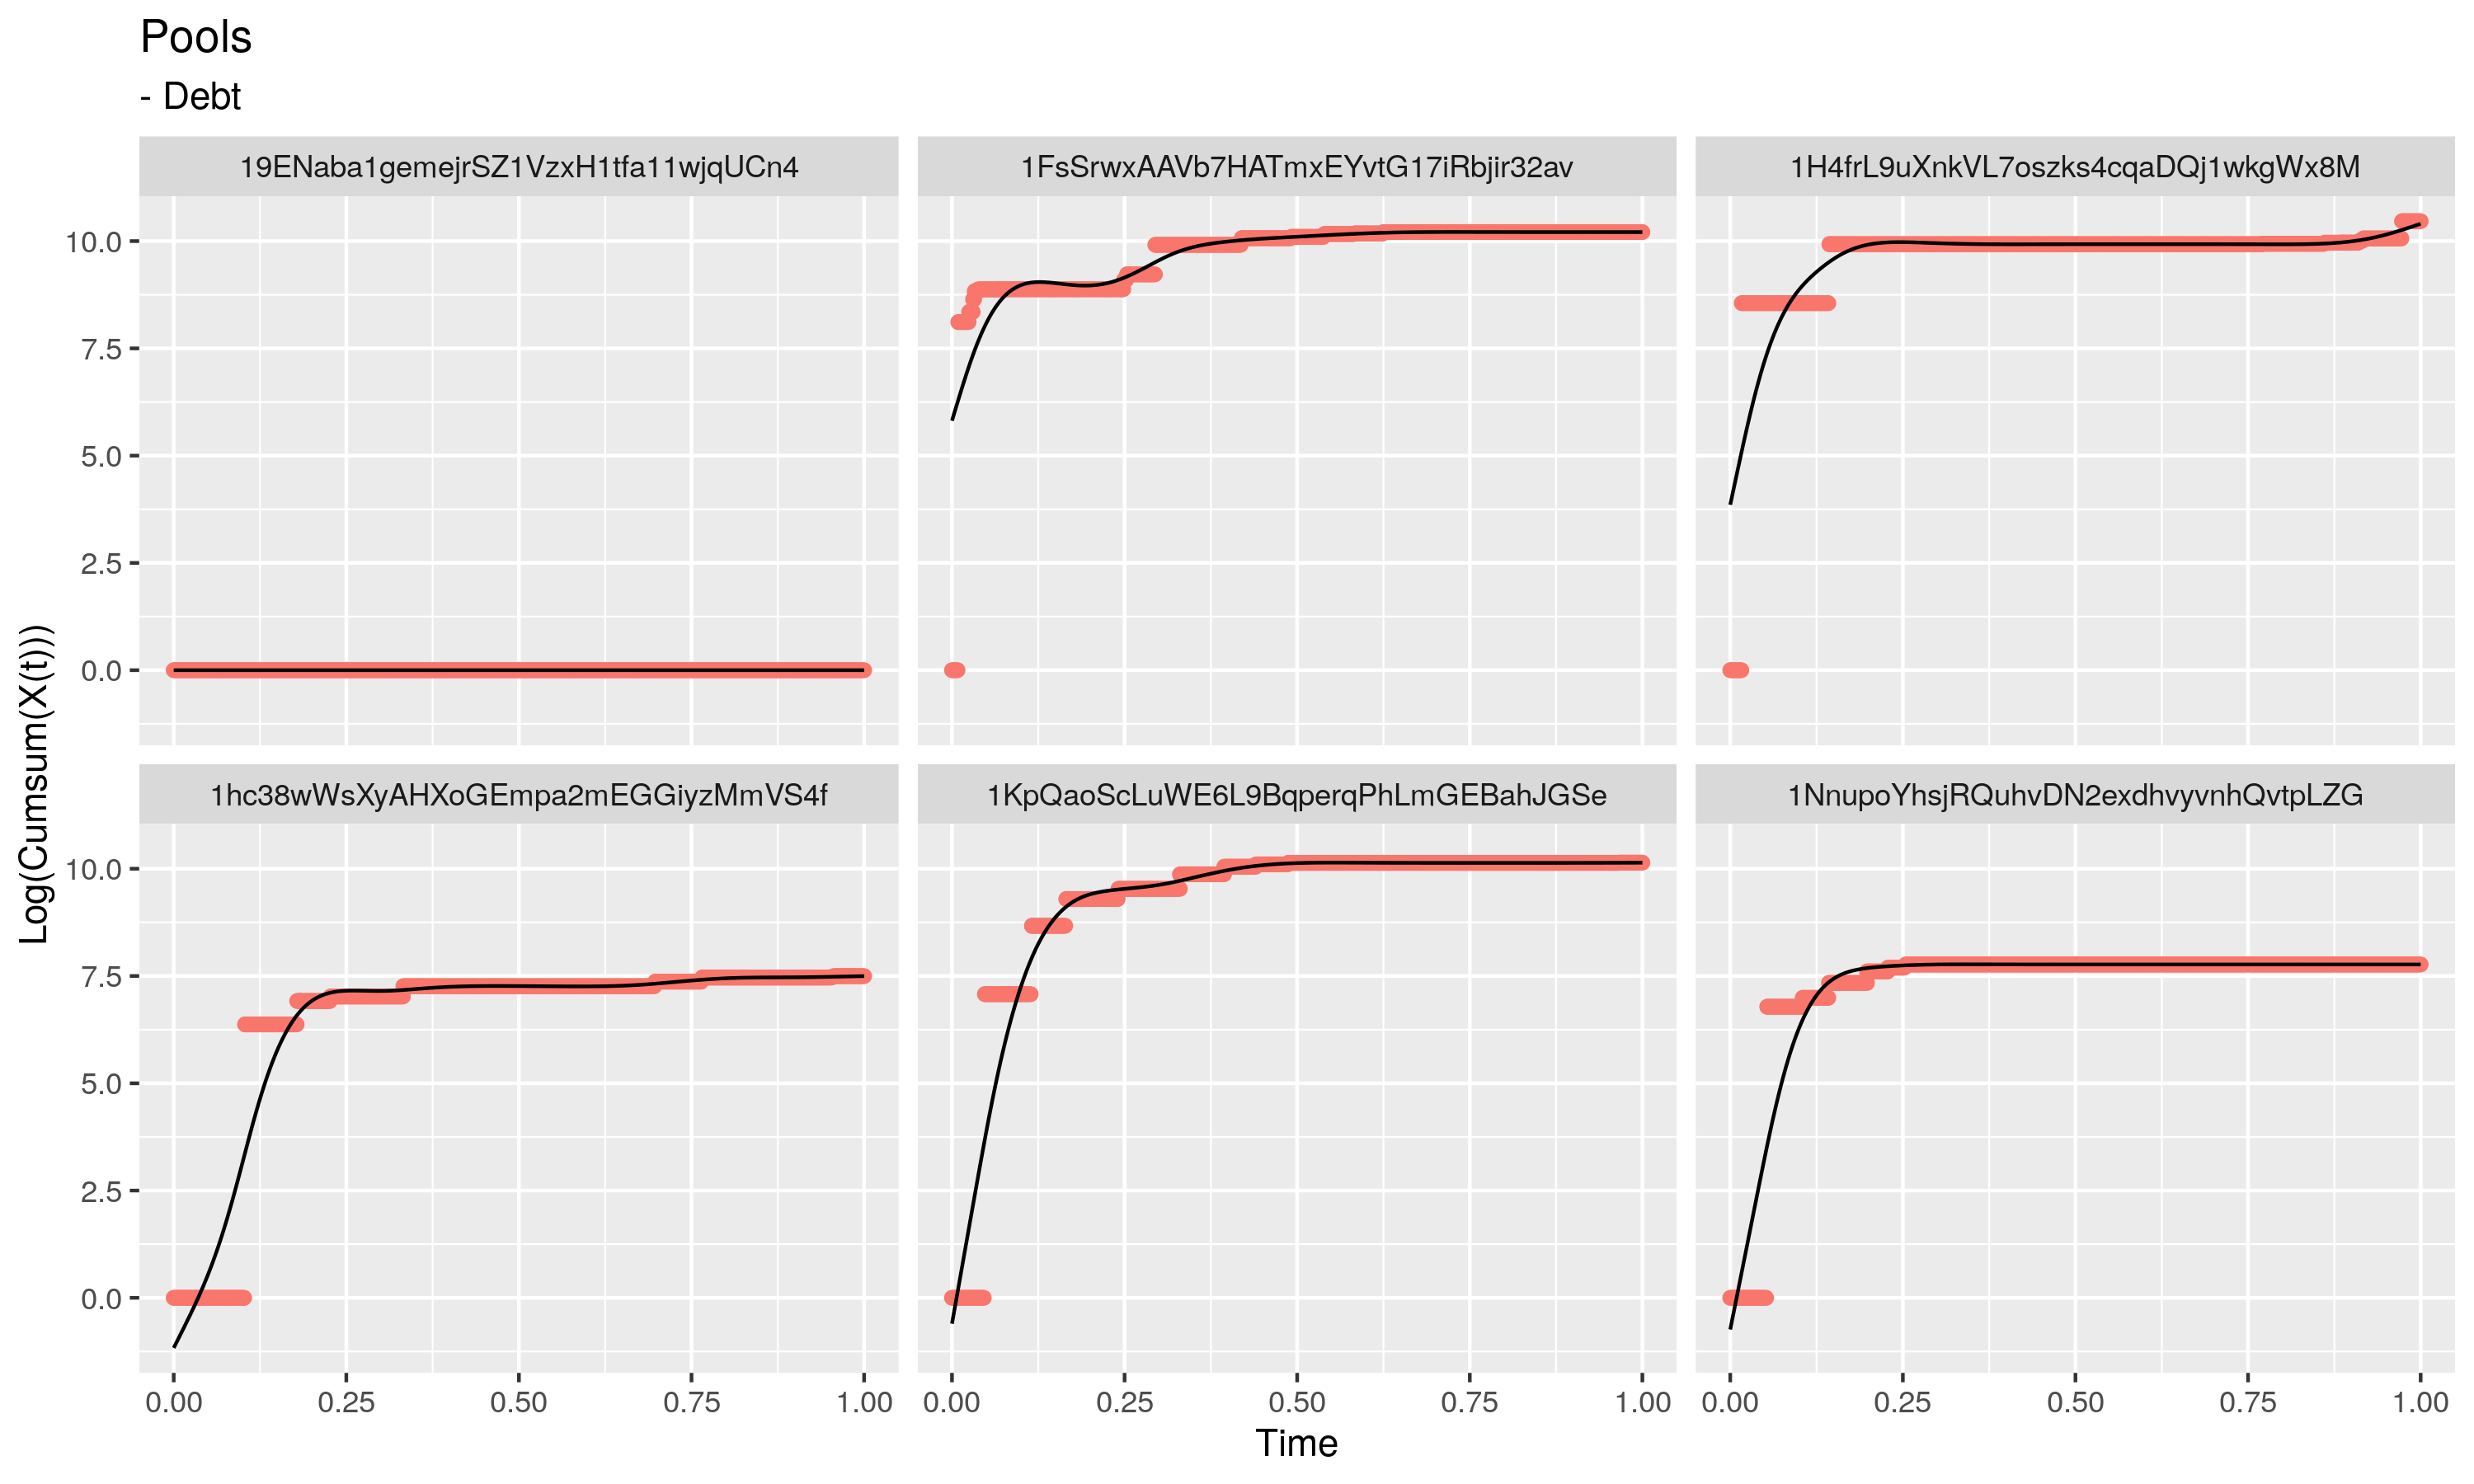 Pools
- Debt
19ENaba1gemejrSZ1VzxH1tfa11wjqUCn4
1FsSrwxAAVb7HATmxEYvtG17iRbjir32av
1H4frL9uXnkVL7oszks4cqaDQj1wkgWx8M
10.0
7.5
5.0
2.5
0.0
Log(Cumsum(X(t)))
1hc38wWsXyAHXoGEmpa2mEGGiyzMmVS4f
1KpQaoScLuWE6L9BqperqPhLmGEBahJGSe
1NnupoYhsjRQuhvDN2exdhvyvnhQvtpLZG
10.0
7.5
5.0
2.5
0.0
0.00 0.25 0.50 0.75 1.00
0.00 0.25 0.50 0.75 1.00
0.00 0.25 0.50 0.75 1.00
Time